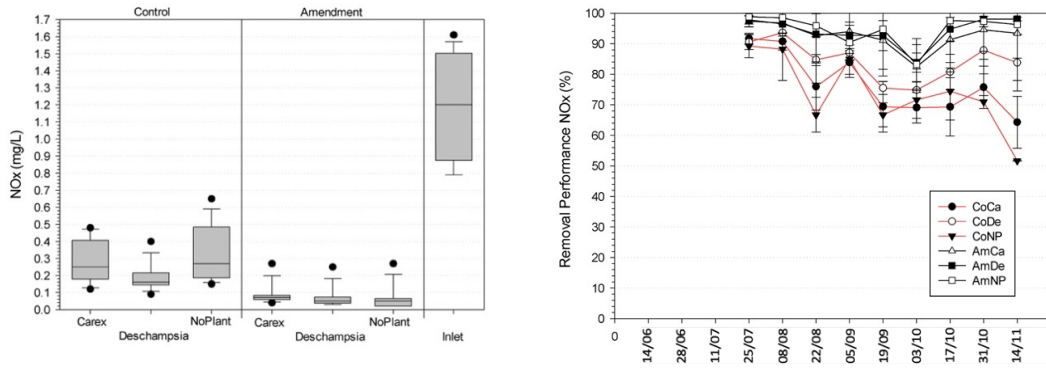 Control Amendment
1.7
1.6
1.5
1.4
1.3
1.2
1.1
1.0
0.9
0.8
0.7
0.6
0.5
0.4
0.3
0.2
0.1
0.0
NOx (mg/L)
Carex NoPlant Carex NoPlant Inlet
Deschampsia Deschampsia
100
90
80
70
60
50
40
30
20
10
0
Removal Performance NOx (%)
CoCa
CoDe
CoNP
AmCa
AmDe
AmNP
0 14/06 28/06 11/07 25/07 08/08 22/08 05/09 19/09 03/10 17/10 31/10 14/11